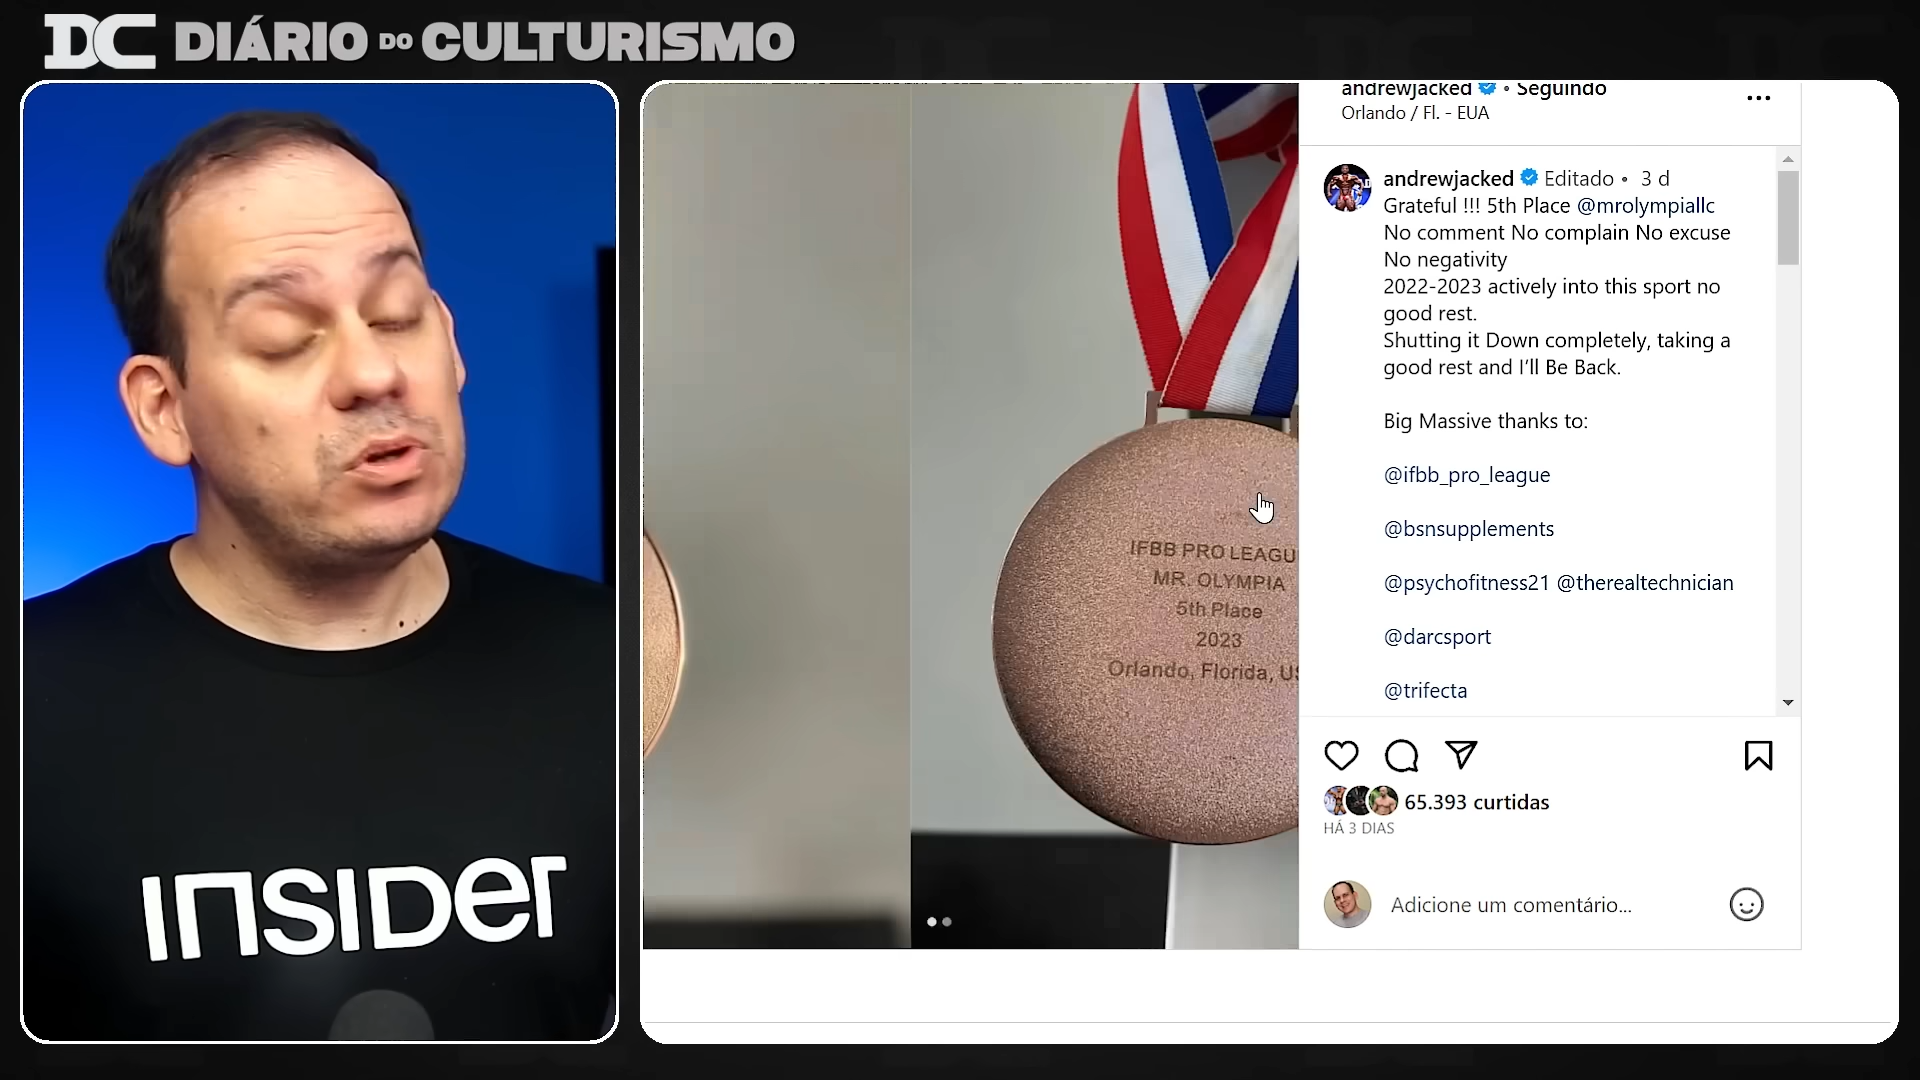 DC DIÁRIO DO CULTURISMO
INSIDER
IFBB PRO LEAGU
MR. OLYMPIA
5th Place
2023
Orlando, Florida, US
andrewjacked • Seguindo
Orlando / Fl. - EUA
andrewjacked Editado • 3 d
Grateful !!! 5th Place @mrolympiallc
No comment No complain No excuse
No negativity
2022-2023 actively into this sport no
good rest.
Shutting it Down completely, taking a
good rest and I'll Be Back.
Big Massive thanks to:
@ifbb_pro_league
@bsnsupplements
@psychofitness21 @therealtechnician
@darcsport
@trifecta
65.393 curtidas
HÁ 3 DIAS
Adicione um comentário...